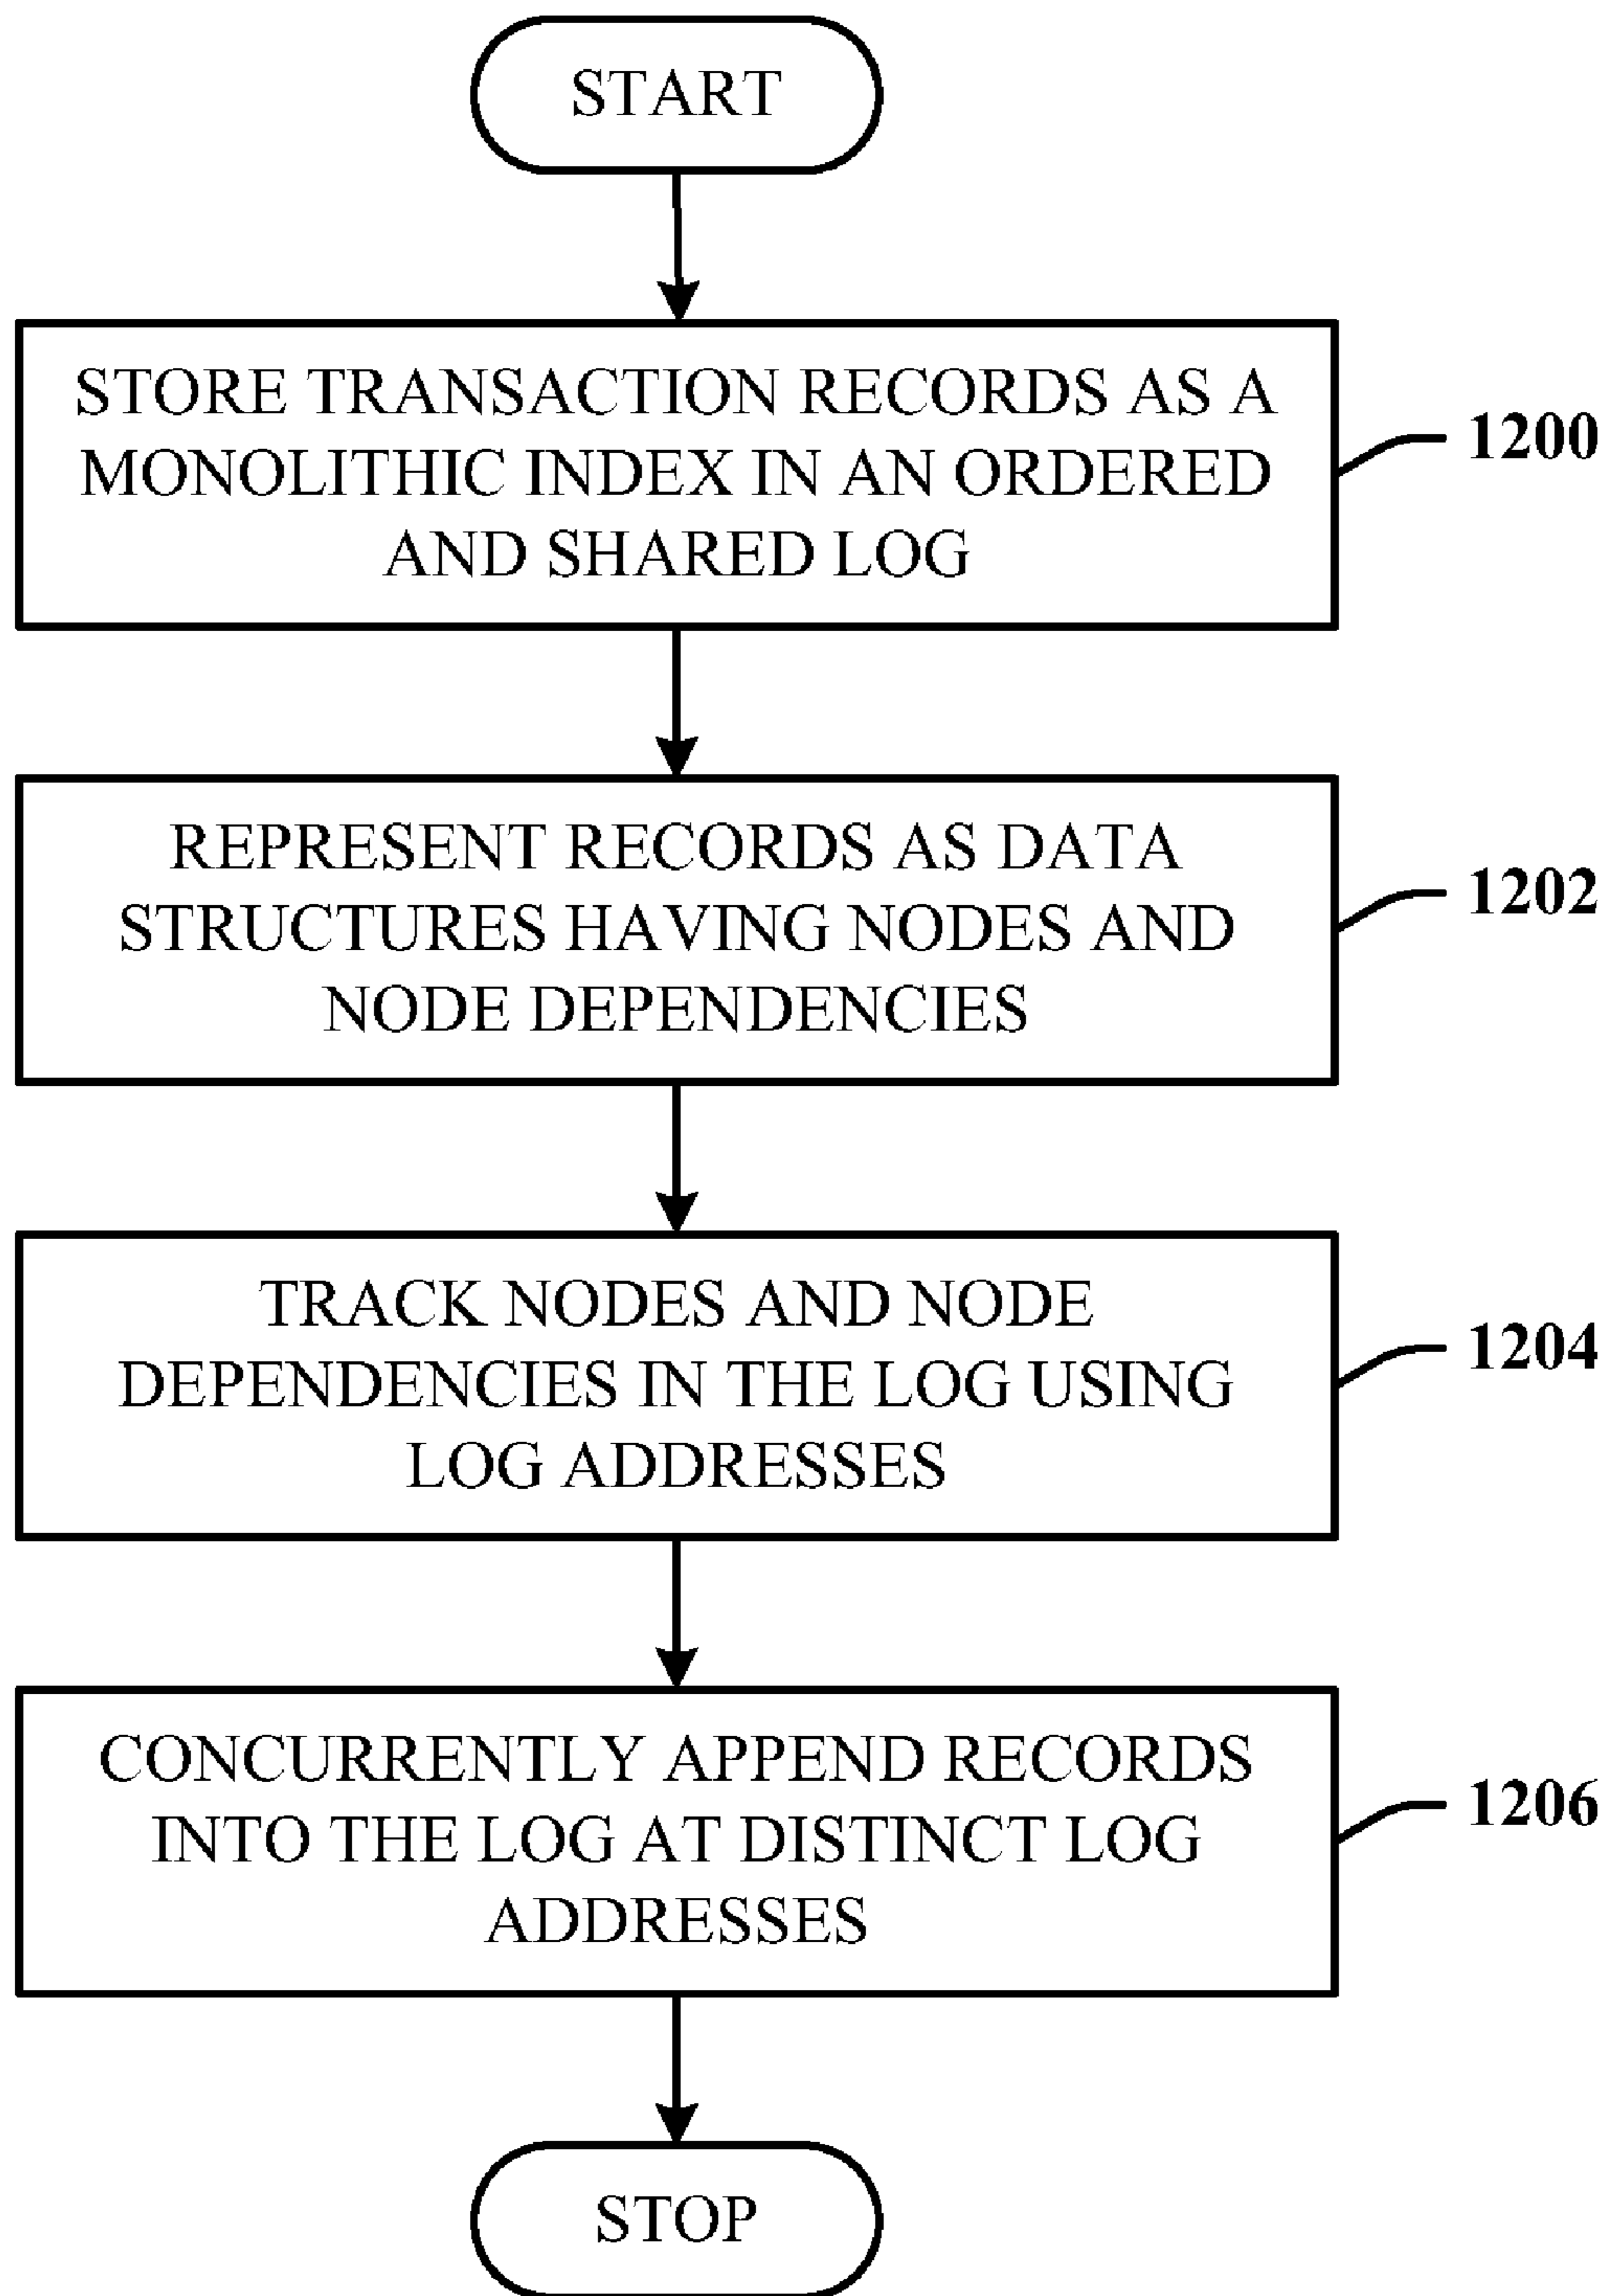 START
STORE TRANSACTION RECORDS AS A
MONOLITHIC INDEX IN AN ORDERED
AND SHARED LOG
1200
REPRESENT RECORDS AS DATA
STRUCTURES HAVING NODES AND
NODE DEPENDENCIES
1202
TRACK NODES AND NODE
DEPENDENCIES IN THE LOG USING
LOG ADDRESSES
1204
CONCURRENTLY APPEND RECORDS
INTO THE LOG AT DISTINCT LOG
ADDRESSES
1206
STOP